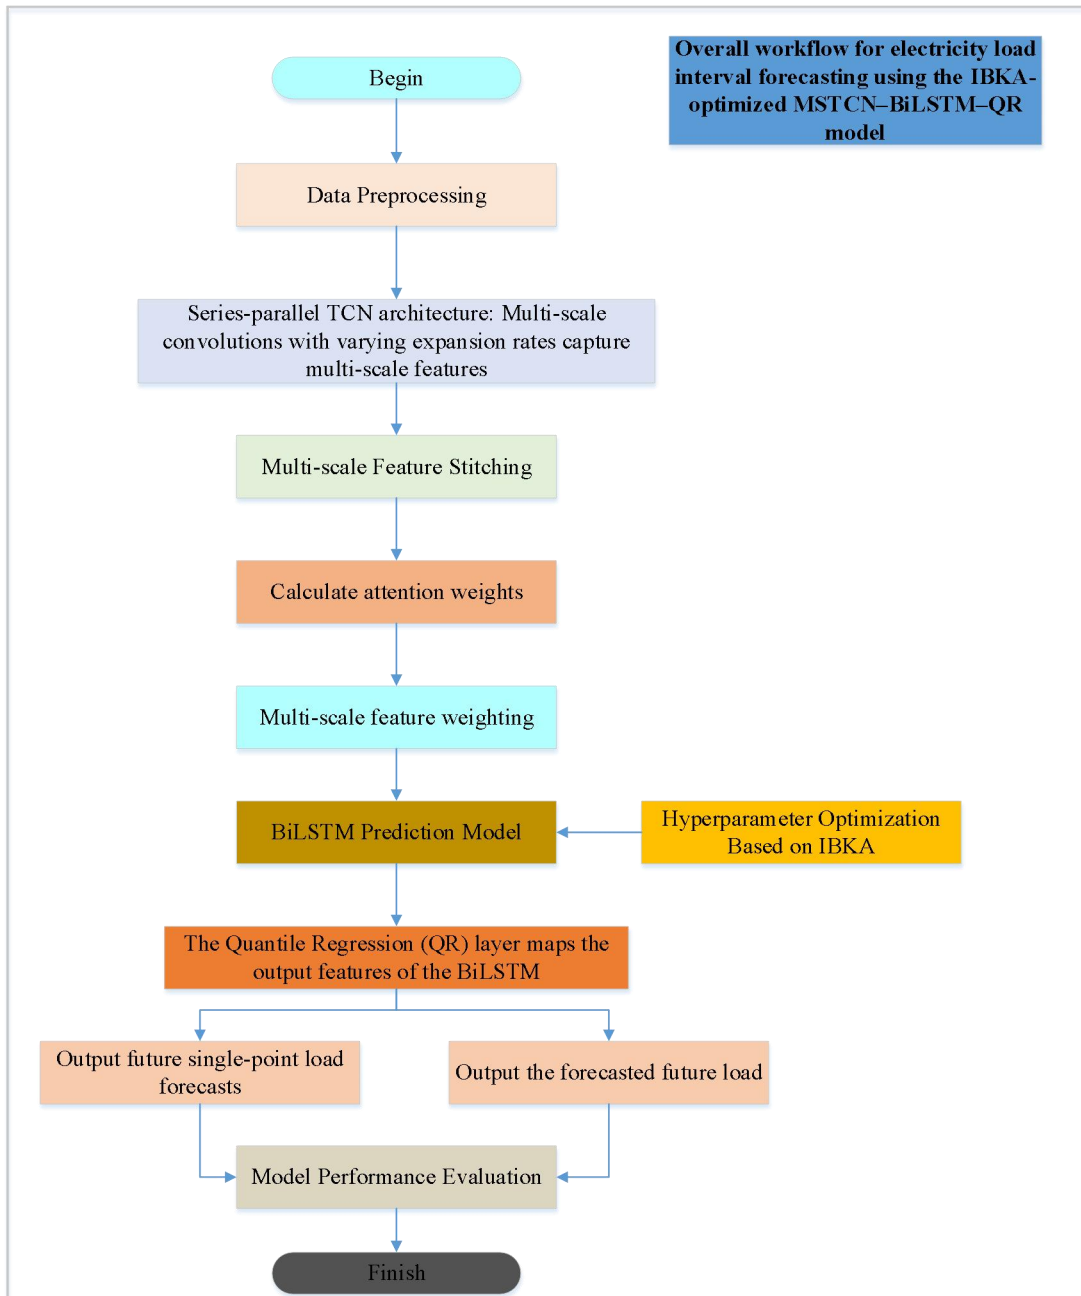 Overall workflow for electricity load
interval forecasting using the IBKA-
optimized MSTCN–BiLSTM–QR
model
Begin
Data Preprocessing
Series-parallel TCN architecture: Multi-scale
convolutions with varying expansion rates capture
multi-scale features
Multi-scale Feature Stitching
Calculate attention weights
Multi-scale feature weighting
BiLSTM Prediction Model
Hyperparameter Optimization
Based on IBKA
The Quantile Regression (QR) layer maps the
output features of the BiLSTM
Output future single-point load
forecasts
Output the forecasted future load
Model Performance Evaluation
Finish